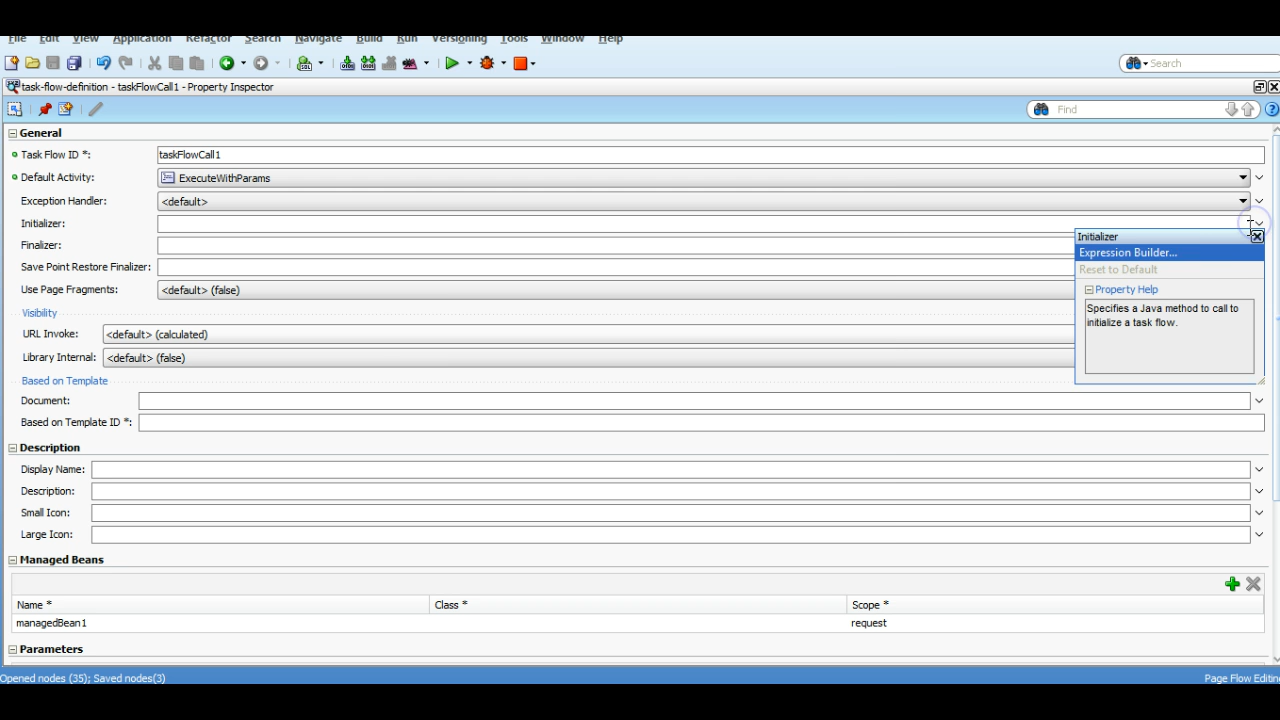 File Edit View Application Refactor Search Navigate Build Run Versioning Tools Window Help
Search
task-flow-definition - taskFlowCall1 - Property Inspector
Find
General
Task Flow ID *: taskFlowCall1
Default Activity: ExecuteWithParams
Exception Handler: <default>
Initializer:
Initializer
Finalizer:
Expression Builder...
Save Point Restore Finalizer:
Reset to Default
Use Page Fragments: <default> (false)
Property Help
Specifies a Java method to call to
initialize a task flow.
Visibility
URL Invoke: <default> (calculated)
Library Internal: <default> (false)
Based on Template
Document:
Based on Template ID *:
Description
Display Name:
Description:
Small Icon:
Large Icon:
Managed Beans
Name * Class * Scope *
managedBean1 request
Parameters
Opened nodes (35); Saved nodes(3) Page Flow Editin